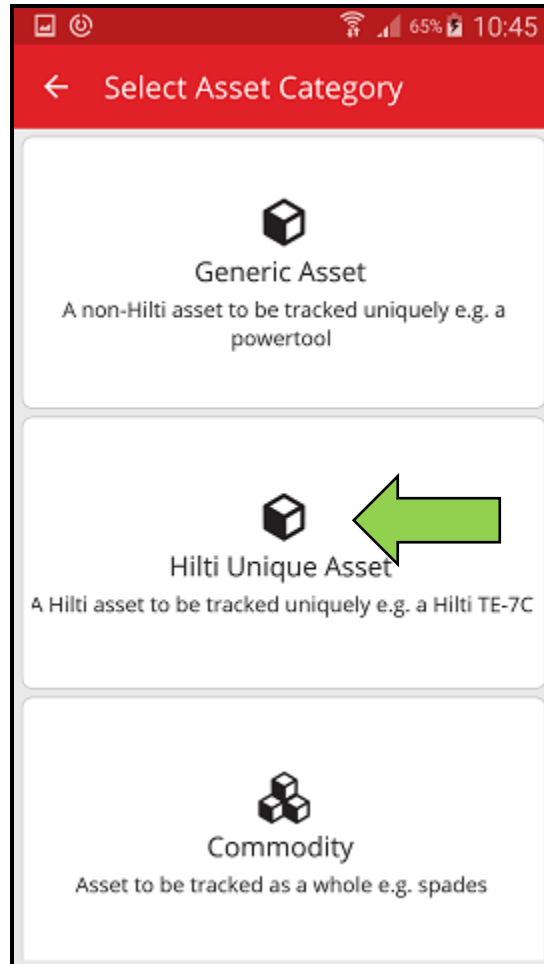 65% 10:45
Select Asset Category
Generic Asset
A non-Hilti asset to be tracked uniquely e.g. a
powertool
Hilti Unique Asset
A Hilti asset to be tracked uniquely e.g. a Hilti TE-7C
Commodity
Asset to be tracked as a whole e.g. spades